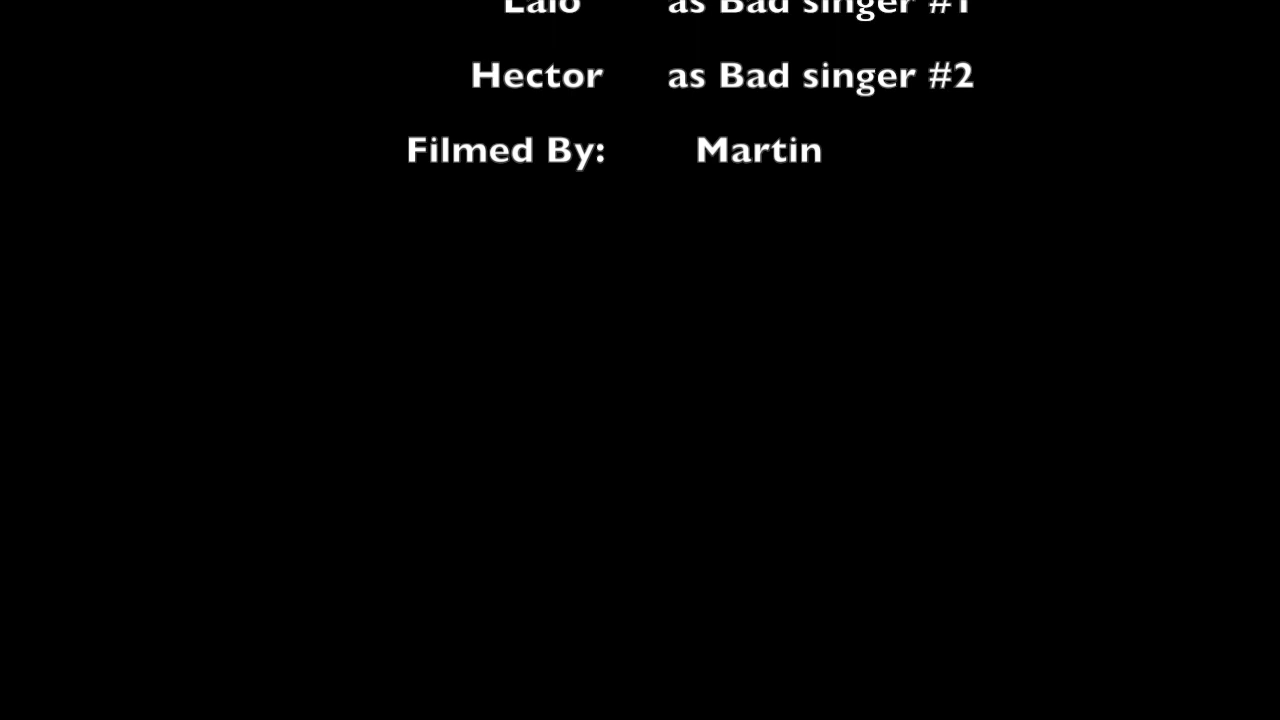 Lalo as Bad singer #1
Hector as Bad singer #2
Filmed By: Martin